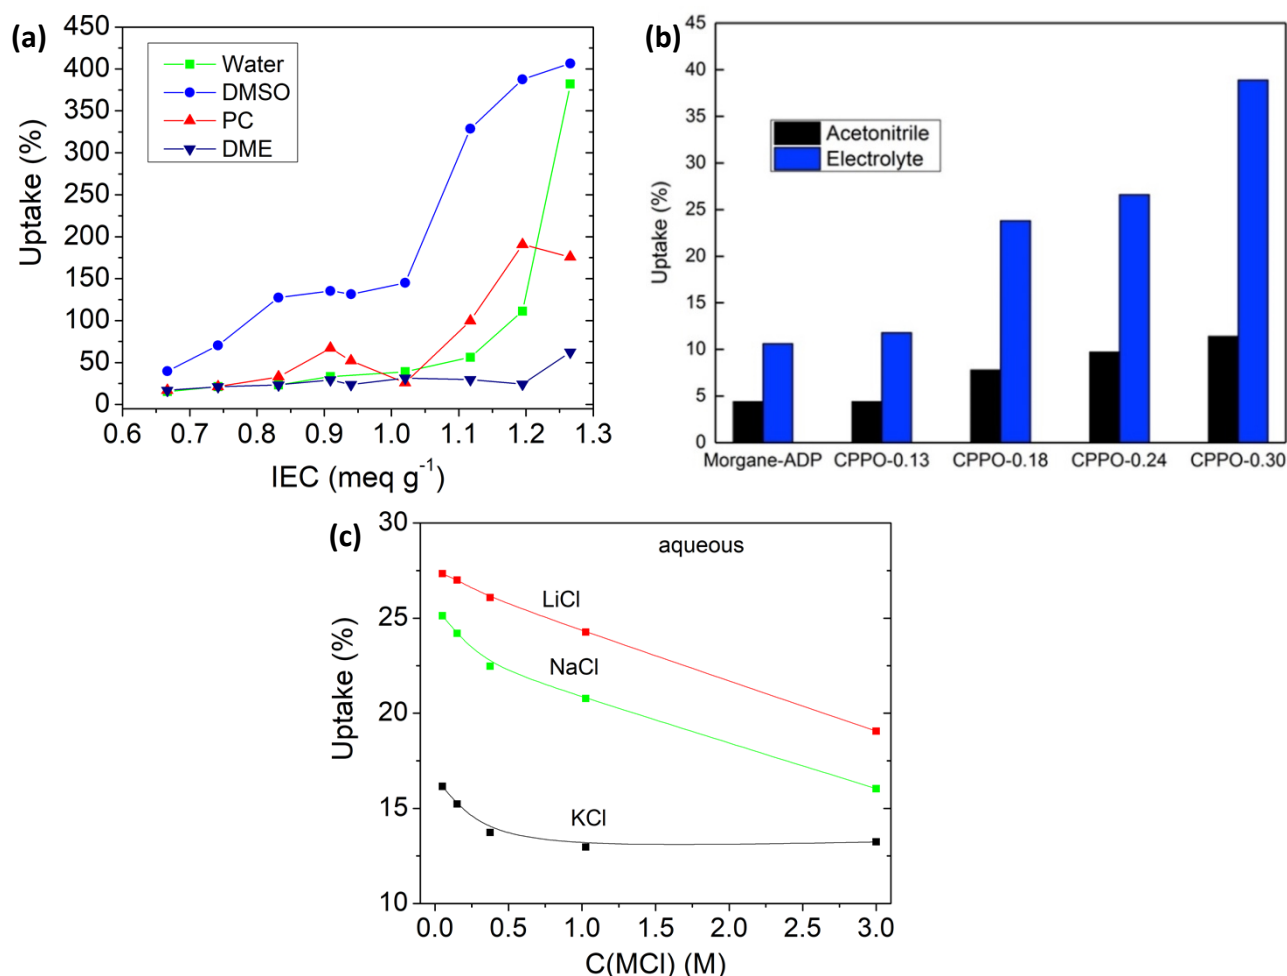 (a)
Uptake (%)
450
400
350
300
250
200
150
100
50
0
Water
DMSO
PC
DME
0.6 0.7 0.8 0.9 1.0 1.1 1.2 1.3
IEC (meq g⁻¹)
(b)
Uptake (%)
45
40
35
30
25
20
15
10
5
0
Acetonitrile
Electrolyte
Morgane-ADP CPPO-0.13 CPPO-0.18 CPPO-0.24 CPPO-0.30
(c)
Uptake (%)
30
25
20
15
10
aqueous
LiCl
NaCl
KCl
0.0 0.5 1.0 1.5 2.0 2.5 3.0
C(MCl) (M)